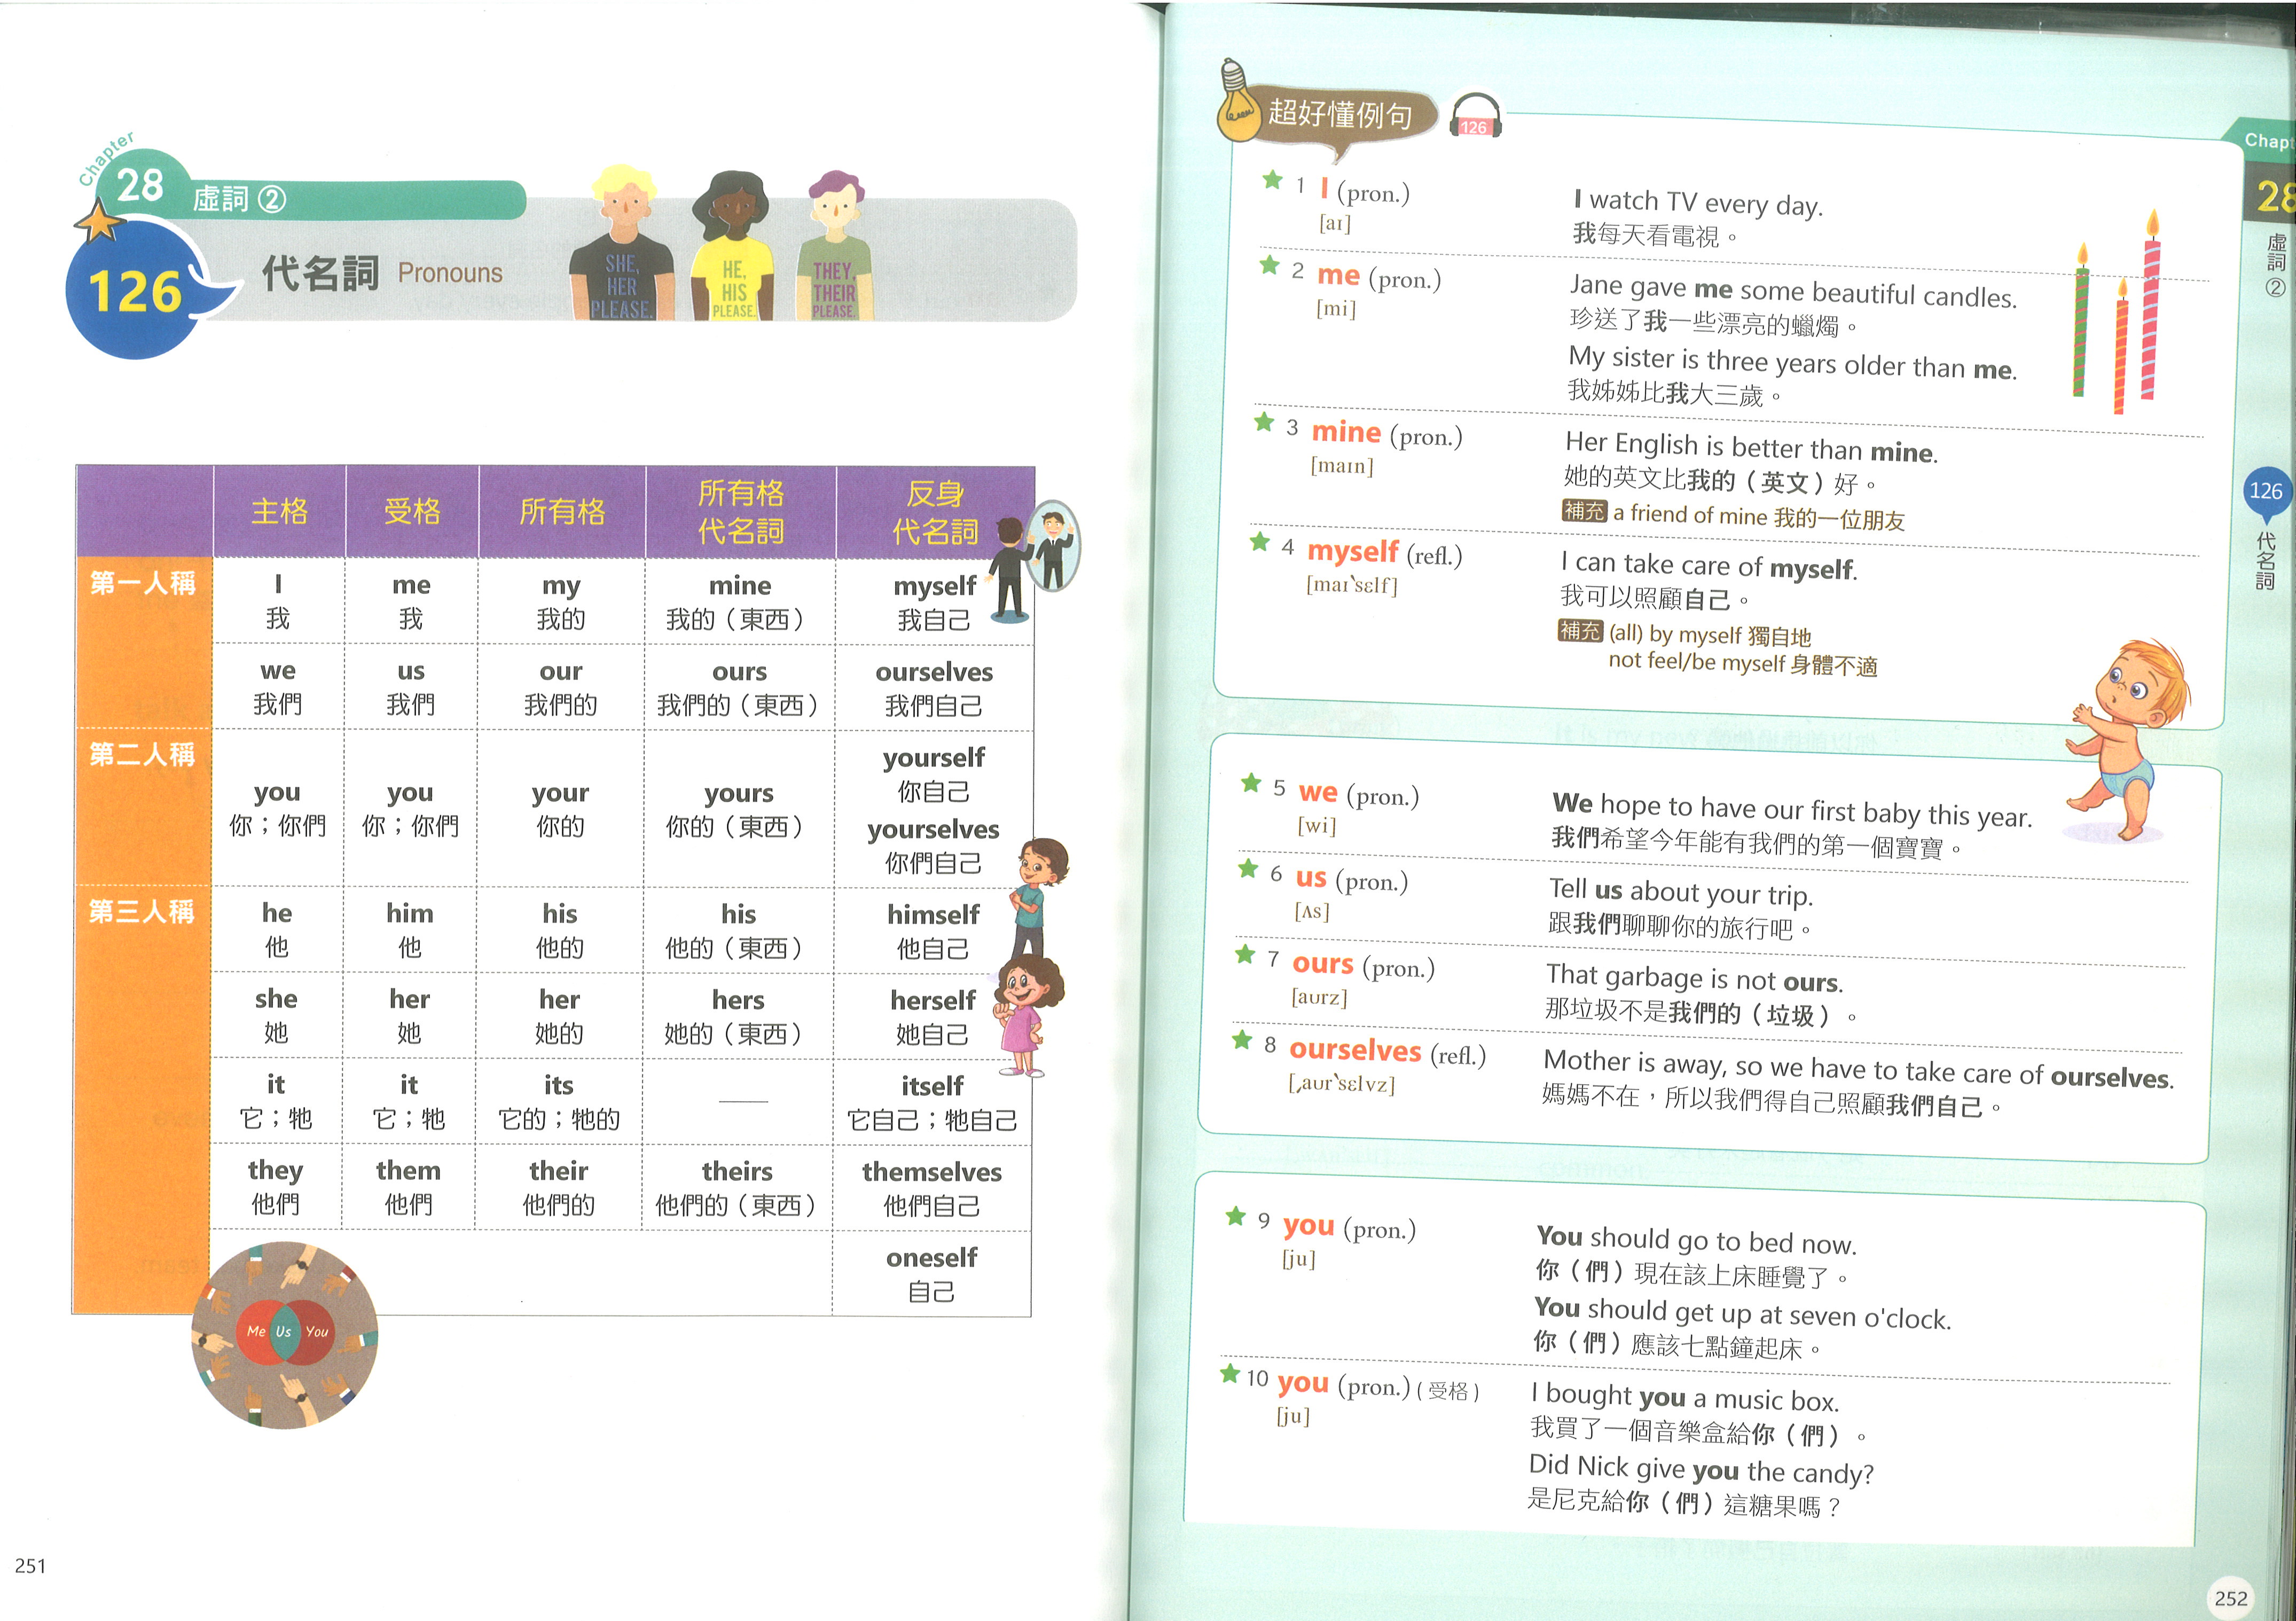 Chapter
28 虛詞②
126 代名詞 Pronouns
SHE,
HER
PLEASE.
HE,
HIS
PLEASE.
THEY,
THEIR
PLEASE.
主格 受格 所有格 所有格代名詞 反身代名詞
第一人稱
I me my mine myself
我 我 我的 我的（東西） 我自己
we us our ours ourselves
我們 我們 我們的 我們的（東西） 我們自己
第二人稱
you you your yours yourself
你；你們 你；你們 你的 你的（東西） 你自己
yourselves
你們自己
第三人稱
he him his his himself
他 他 他的 他的（東西） 他自己
she her her hers herself
她 她 她的 她的（東西） 她自己
it it its —— itself
它；牠 它；牠 它的；牠的 它自己；牠自己
they them their theirs themselves
他們 他們 他們的 他們的（東西） 他們自己
oneself
自己
Me Us You
251
超好懂例句 126
1 I (pron.) I watch TV every day.
[aɪ] 我每天看電視。
2 me (pron.) Jane gave me some beautiful candles.
[mi] 珍送了我一些漂亮的蠟燭。
My sister is three years older than me.
我姊姊比我大三歲。
3 mine (pron.) Her English is better than mine.
[maɪn] 她的英文比我的（英文）好。
補充 a friend of mine 我的一位朋友
4 myself (refl.) I can take care of myself.
[maɪˋsɛlf] 我可以照顧自己。
補充 (all) by myself 獨自地
not feel/be myself 身體不適
5 we (pron.) We hope to have our first baby this year.
[wi] 我們希望今年能有我們的第一個寶寶。
6 us (pron.) Tell us about your trip.
[ʌs] 跟我們聊聊你的旅行吧。
7 ours (pron.) That garbage is not ours.
[aʊrz] 那垃圾不是我們的（垃圾）。
8 ourselves (refl.) Mother is away, so we have to take care of ourselves.
[ˏaʊrˋsɛlvz] 媽媽不在，所以我們得自己照顧我們自己。
9 you (pron.) You should go to bed now.
[ju] 你（們）現在該上床睡覺了。
You should get up at seven o'clock.
你（們）應該七點鐘起床。
10 you (pron.)（受格） I bought you a music box.
[ju] 我買了一個音樂盒給你（們）。
Did Nick give you the candy?
是尼克給你（們）這糖果嗎？
Chapt
28
虛詞②
126
代名詞
252